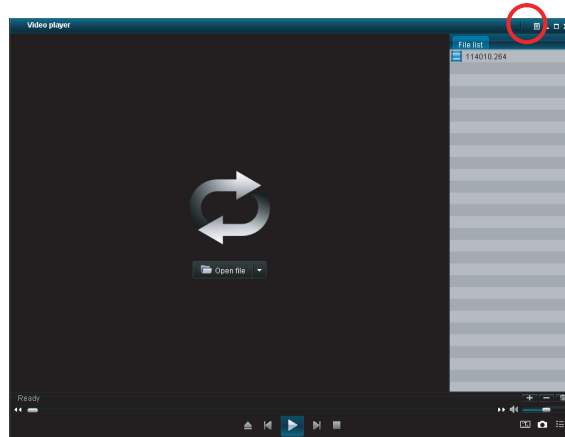 Video player
File list
114010.264
Open file
Ready